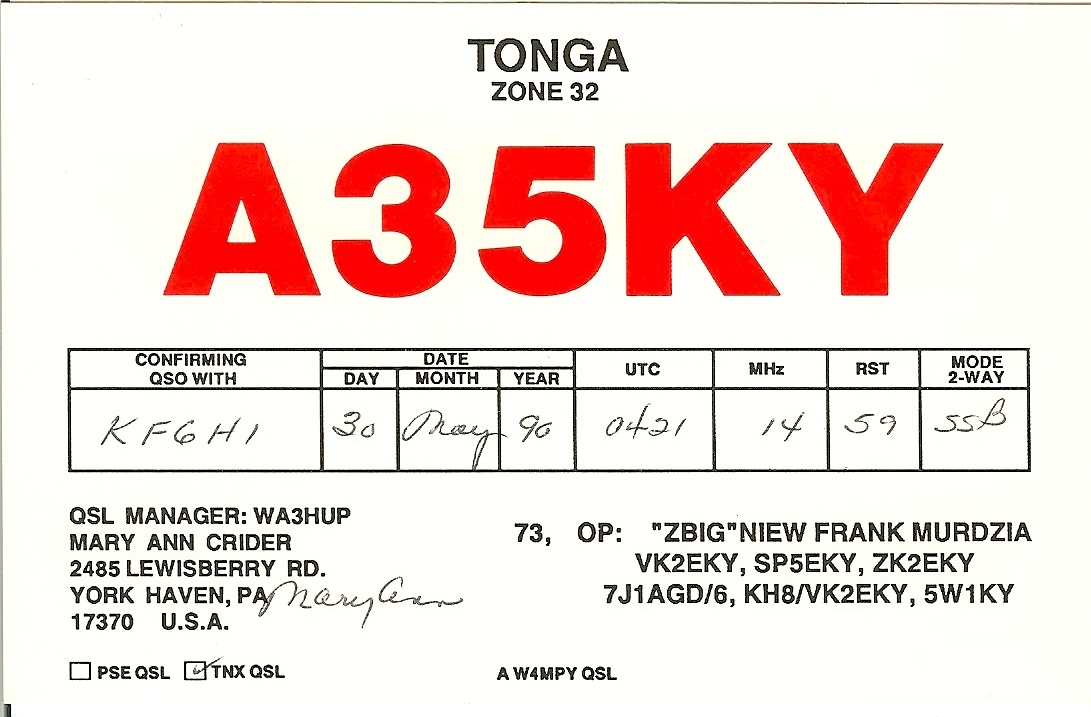 TONGA
ZONE 32
A35KY
CONFIRMING QSO WITH DATE DAY MONTH YEAR UTC MHz RST MODE 2-WAY
KF6HI 30 May 90 0421 14 59 SSB
QSL MANAGER: WA3HUP
MARY ANN CRIDER
2485 LEWISBERRY RD.
YORK HAVEN, PA Mary Ann
17370 U.S.A.
73, OP: "ZBIG"NIEW FRANK MURDZIA
VK2EKY, SP5EKY, ZK2EKY
7J1AGD/6, KH8/VK2EKY, 5W1KY
PSE QSL TNX QSL
A W4MPY QSL